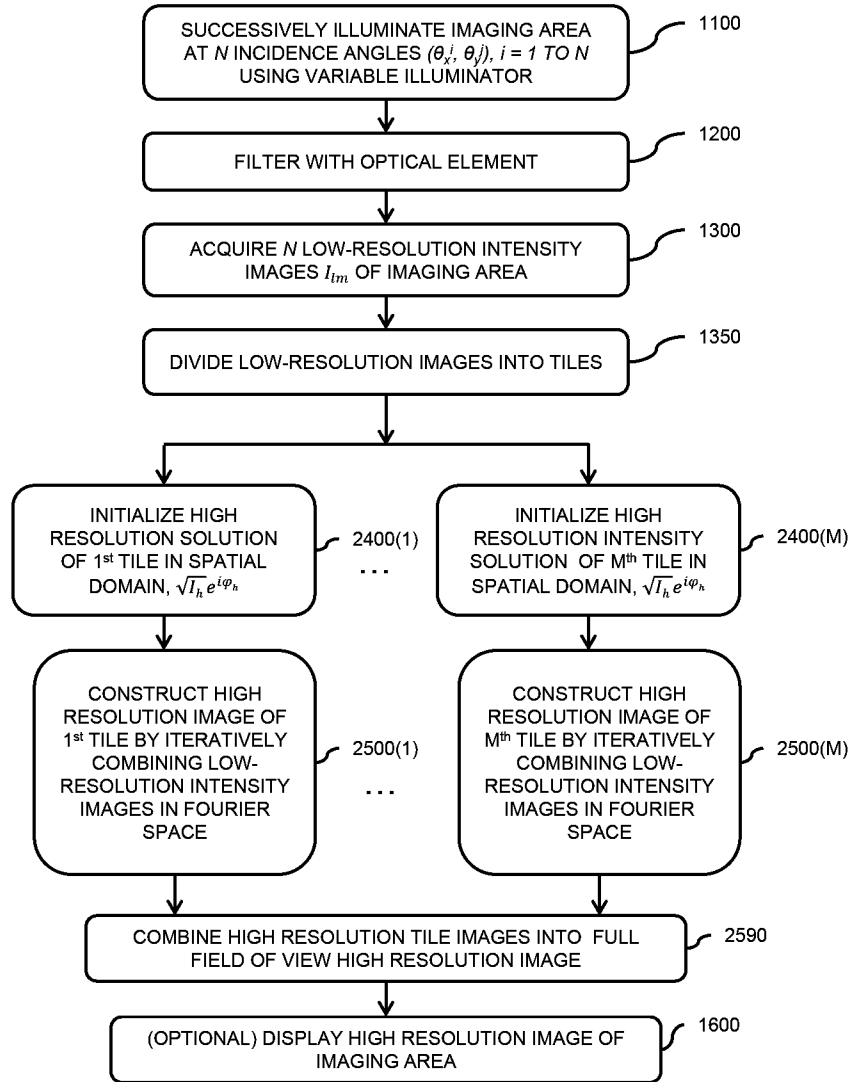 SUCCESSIVELY ILLUMINATE IMAGING AREA
AT N INCIDENCE ANGLES (θₓⁱ, θᵧⁱ), i = 1 TO N
USING VARIABLE ILLUMINATOR
1100
FILTER WITH OPTICAL ELEMENT
1200
ACQUIRE N LOW-RESOLUTION INTENSITY
IMAGES Iₗₘ OF IMAGING AREA
1300
DIVIDE LOW-RESOLUTION IMAGES INTO TILES
1350
INITIALIZE HIGH
RESOLUTION SOLUTION
OF 1st TILE IN SPATIAL
DOMAIN, √Iₕ e^{iφₕ}
2400(1)
...
INITIALIZE HIGH
RESOLUTION INTENSITY
SOLUTION OF Mth TILE IN
SPATIAL DOMAIN, √Iₕ e^{iφₕ}
2400(M)
CONSTRUCT HIGH
RESOLUTION IMAGE OF
1st TILE BY ITERATIVELY
COMBINING LOW-
RESOLUTION INTENSITY
IMAGES IN FOURIER
SPACE
2500(1)
...
CONSTRUCT HIGH
RESOLUTION IMAGE OF
Mth TILE BY ITERATIVELY
COMBINING LOW-
RESOLUTION INTENSITY
IMAGES IN FOURIER
SPACE
2500(M)
COMBINE HIGH RESOLUTION TILE IMAGES INTO FULL
FIELD OF VIEW HIGH RESOLUTION IMAGE
2590
(OPTIONAL) DISPLAY HIGH RESOLUTION IMAGE OF
IMAGING AREA
1600